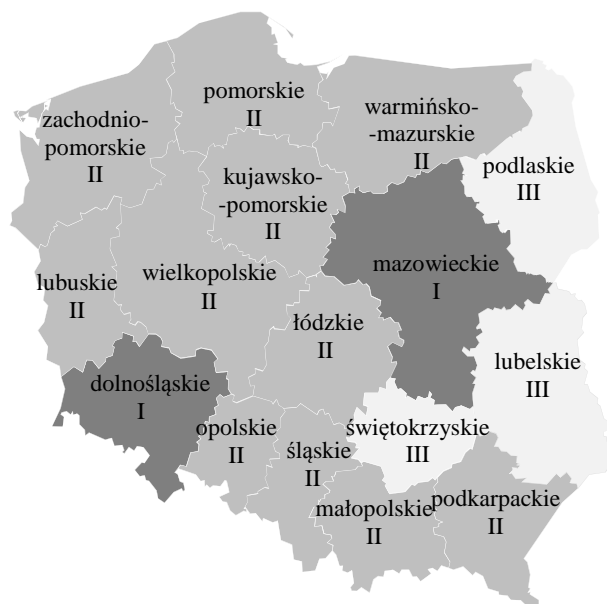 pomorskie
II
warmińsko-
-mazurskie
II
zachodnio-
pomorskie
II
podlaskie
III
kujawsko-
-pomorskie
II
mazowieckie
I
lubuskie
II
wielkopolskie
II
łódzkie
II
lubelskie
III
dolnośląskie
I
opolskie
II
śląskie
II
świętokrzyskie
III
małopolskie
II
podkarpackie
II